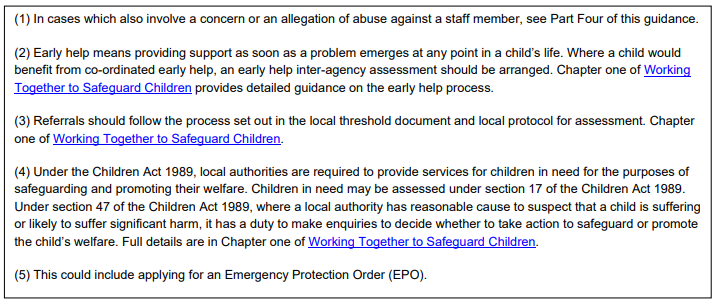 (1) In cases which also involve a concern or an allegation of abuse against a staff member, see Part Four of this guidance.
(2) Early help means providing support as soon as a problem emerges at any point in a child's life. Where a child would
benefit from co-ordinated early help, an early help inter-agency assessment should be arranged. Chapter one of Working
Together to Safeguard Children provides detailed guidance on the early help process.
(3) Referrals should follow the process set out in the local threshold document and local protocol for assessment. Chapter
one of Working Together to Safeguard Children.
(4) Under the Children Act 1989, local authorities are required to provide services for children in need for the purposes of
safeguarding and promoting their welfare. Children in need may be assessed under section 17 of the Children Act 1989.
Under section 47 of the Children Act 1989, where a local authority has reasonable cause to suspect that a child is suffering
or likely to suffer significant harm, it has a duty to make enquiries to decide whether to take action to safeguard or promote
the child's welfare. Full details are in Chapter one of Working Together to Safeguard Children.
(5) This could include applying for an Emergency Protection Order (EPO).